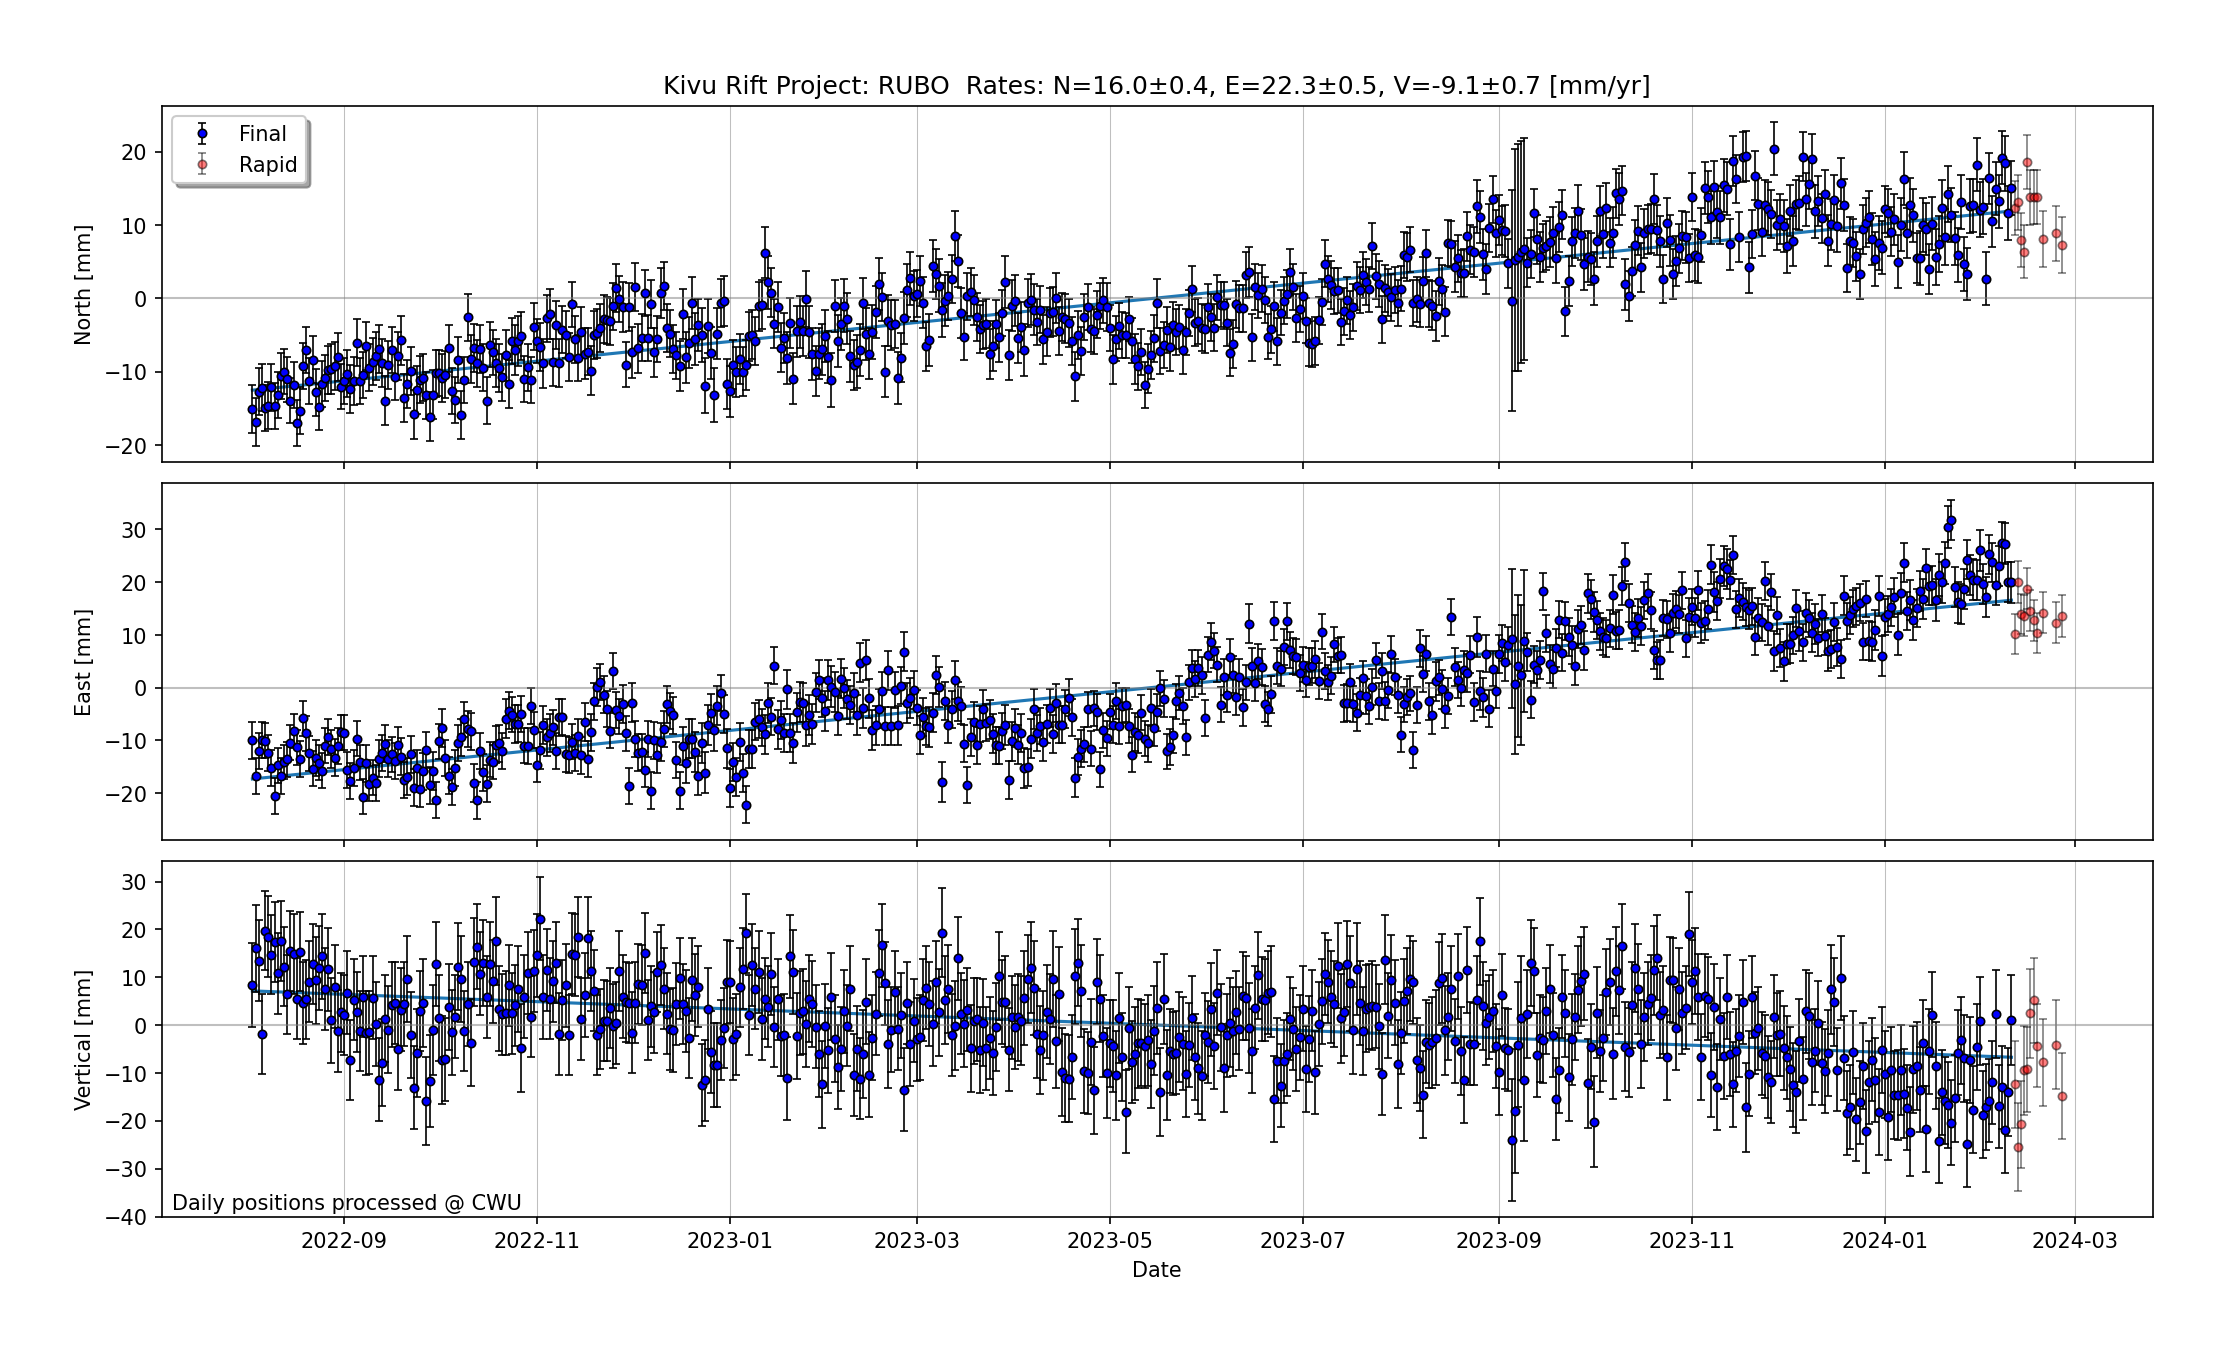 Kivu Rift Project: RUBO  Rates: N=16.0±0.4, E=22.3±0.5, V=-9.1±0.7 [mm/yr]
Final
Rapid
North [mm]
20
10
0
−10
−20
East [mm]
30
20
10
0
−10
−20
Vertical [mm]
30
20
10
0
−10
−20
−30
−40
Daily positions processed @ CWU
2022-09 2022-11 2023-01 2023-03 2023-05 2023-07 2023-09 2023-11 2024-01 2024-03
Date